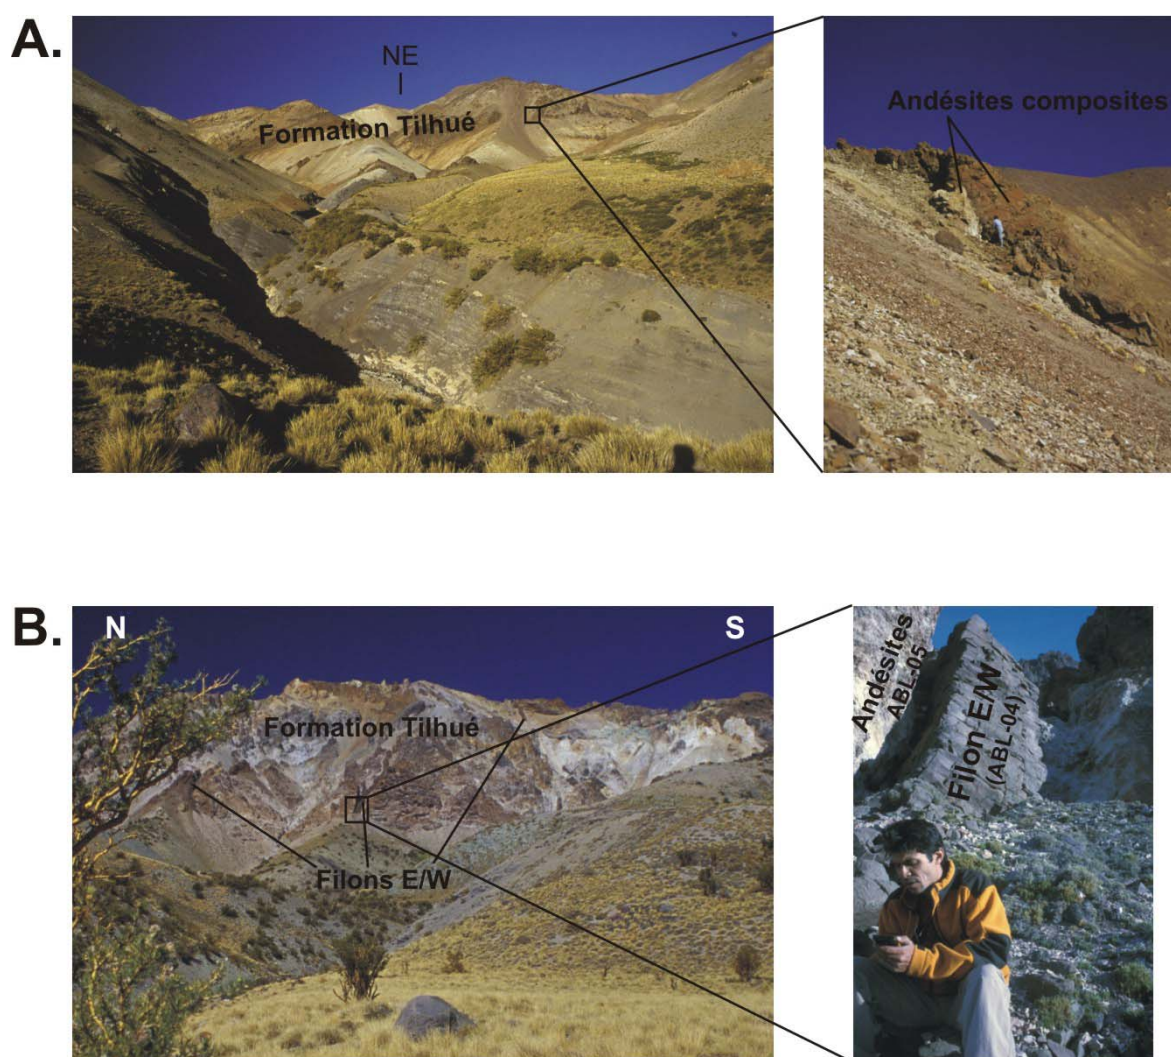 A.
NE
Formation Tilhué
Andésites composites
B.
N
S
Formation Tilhué
Filons E/W
Andésites
ABL-05
Filon E/W
(ABL-04)